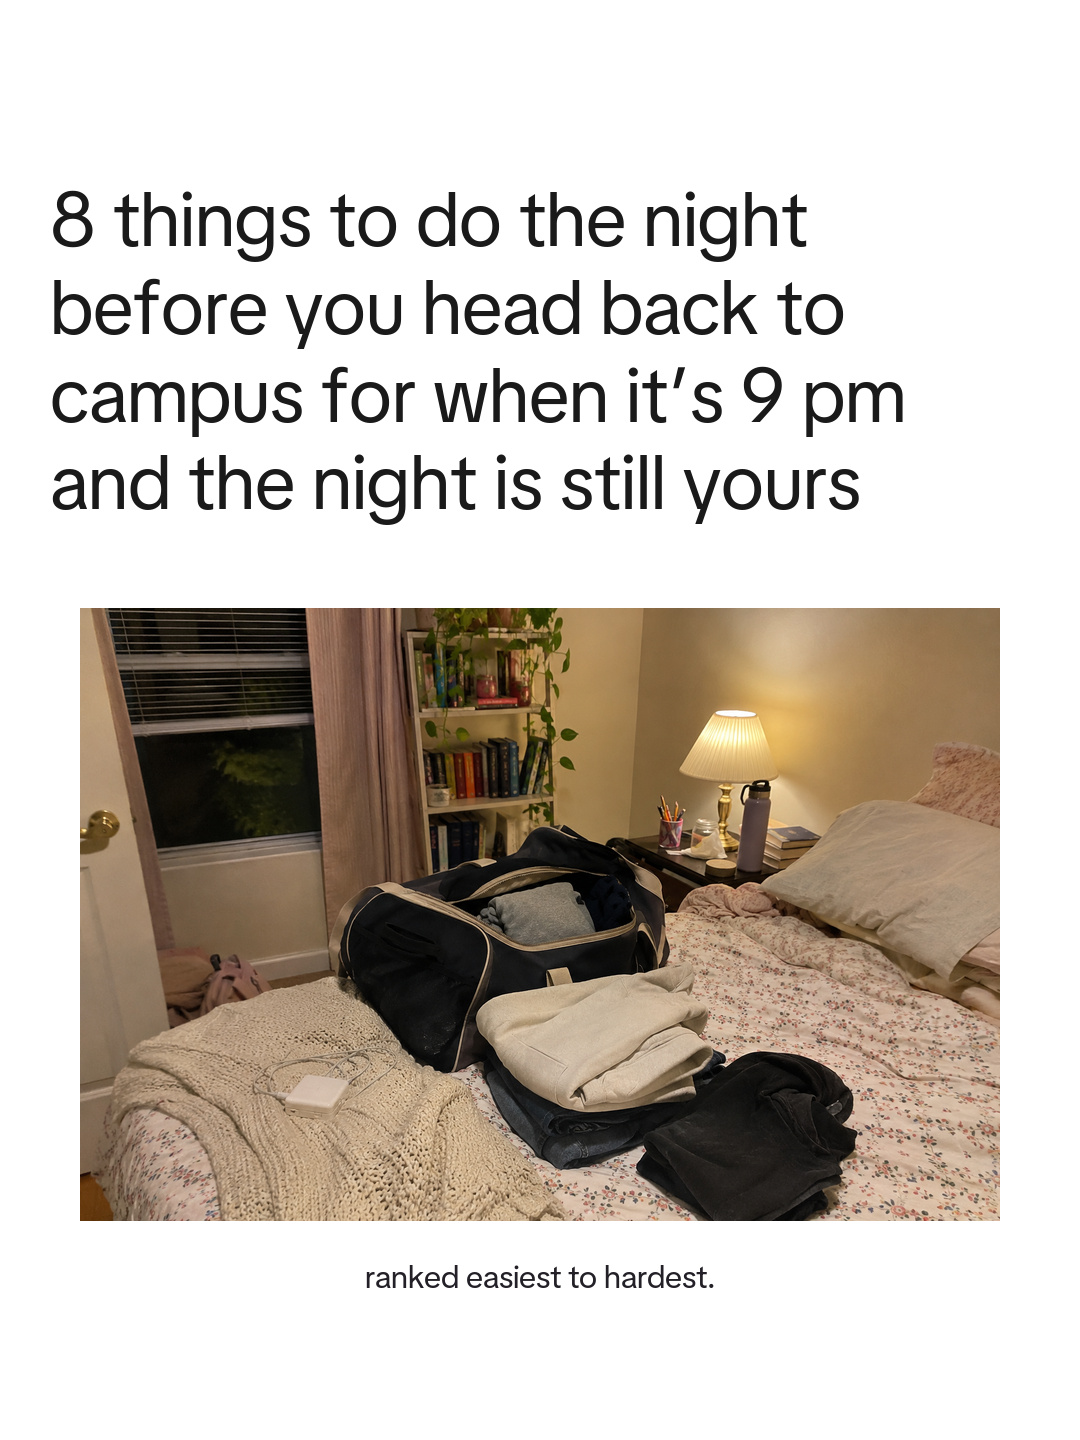 8 things to do the night
before you head back to
campus for when it’s 9 pm
and the night is still yours
ranked easiest to hardest.